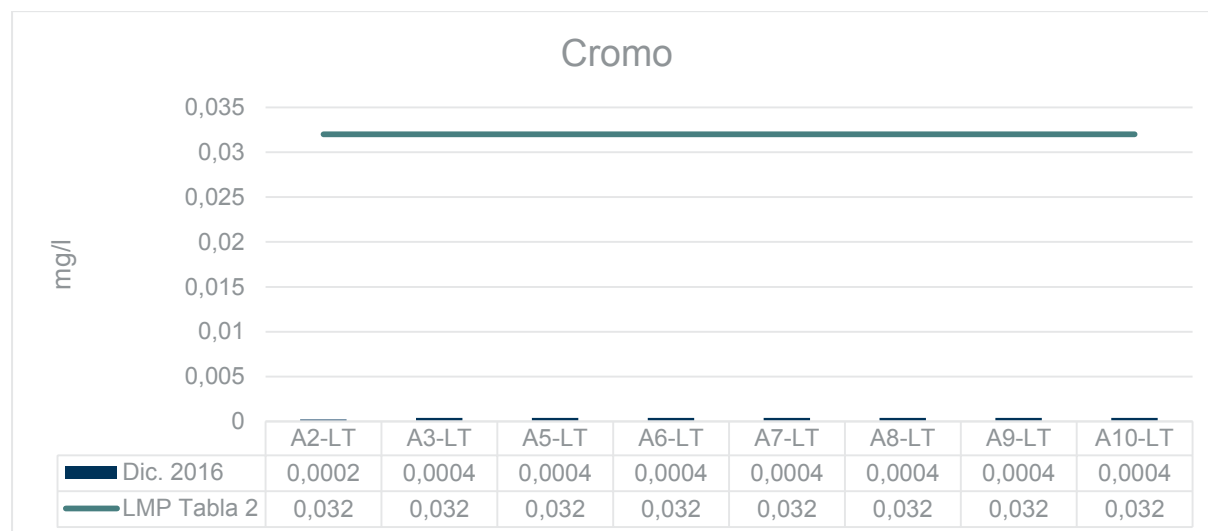 Cromo
mg/l
0,035
0,03
0,025
0,02
0,015
0,01
0,005
0
A2-LT A3-LT A5-LT A6-LT A7-LT A8-LT A9-LT A10-LT
Dic. 2016 0,0002 0,0004 0,0004 0,0004 0,0004 0,0004 0,0004 0,0004
LMP Tabla 2 0,032 0,032 0,032 0,032 0,032 0,032 0,032 0,032